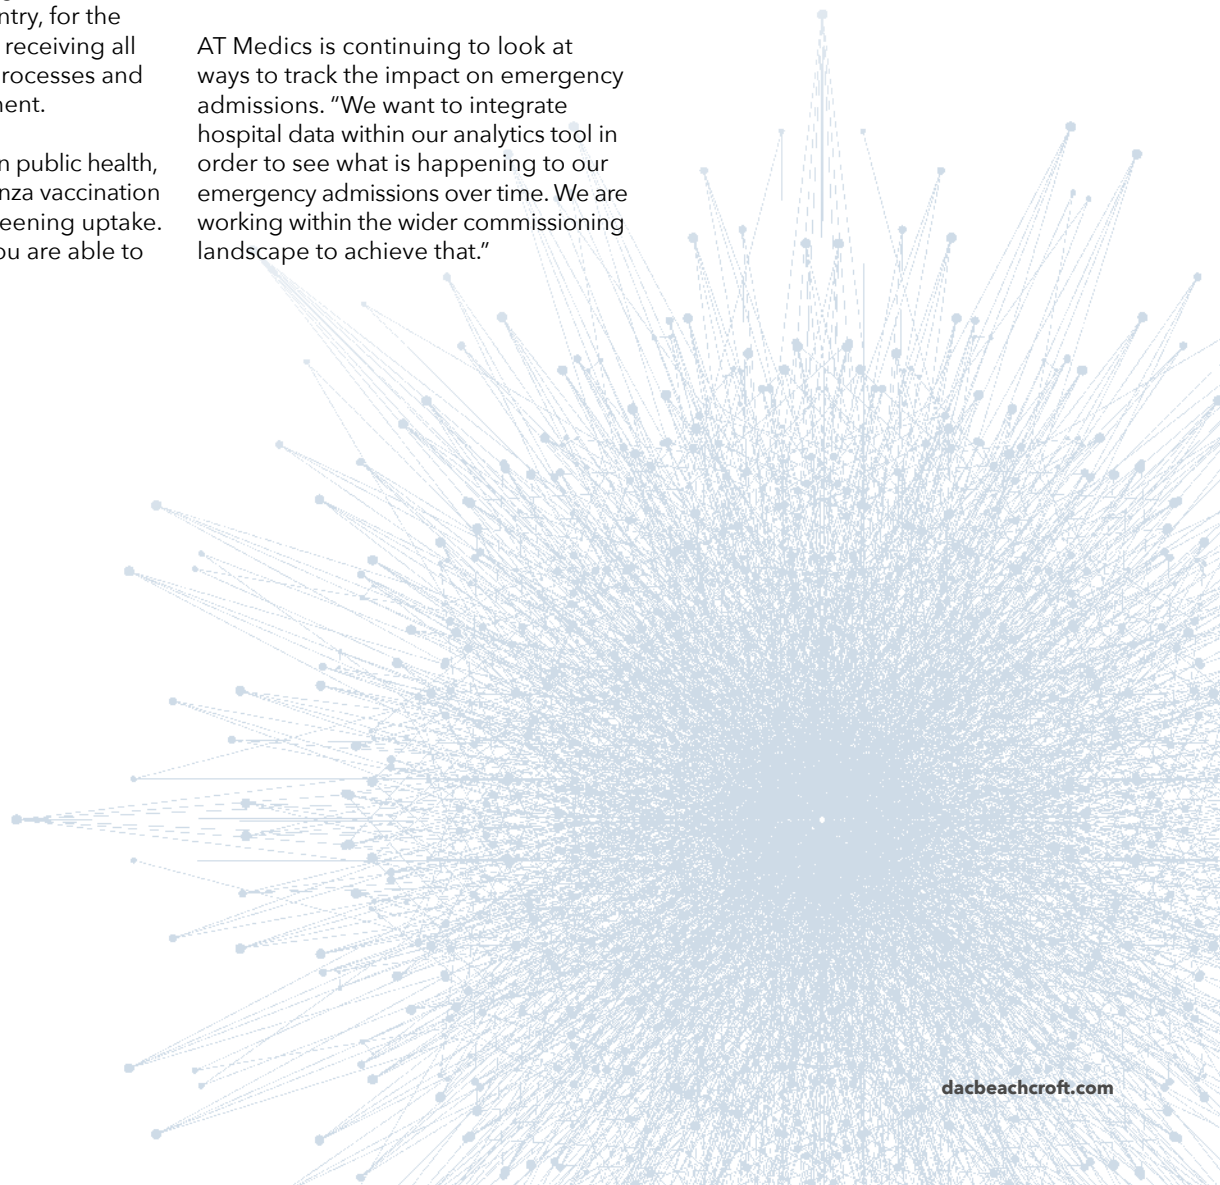 ntry, for the
receiving all
rocesses and
nent.
n public health,
nza vaccination
eening uptake.
ou are able to
AT Medics is continuing to look at
ways to track the impact on emergency
admissions. “We want to integrate
hospital data within our analytics tool in
order to see what is happening to our
emergency admissions over time. We are
working within the wider commissioning
landscape to achieve that.”
dacbeachcroft.com